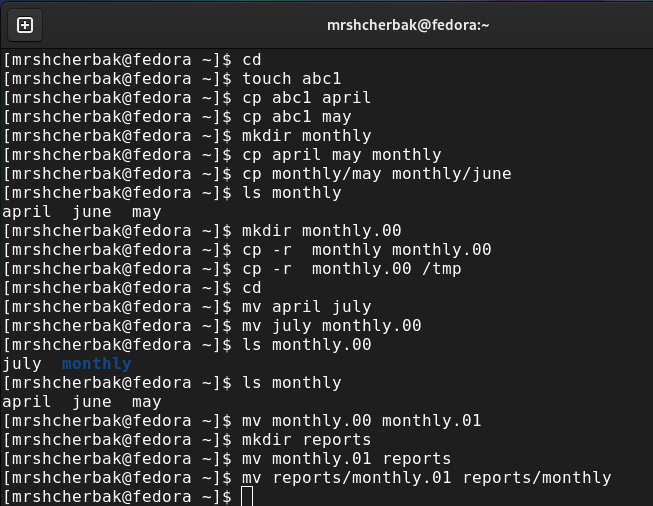 mrshcherbak@fedora:~
[mrshcherbak@fedora ~]$ cd
[mrshcherbak@fedora ~]$ touch abc1
[mrshcherbak@fedora ~]$ cp abc1 april
[mrshcherbak@fedora ~]$ cp abc1 may
[mrshcherbak@fedora ~]$ mkdir monthly
[mrshcherbak@fedora ~]$ cp april may monthly
[mrshcherbak@fedora ~]$ cp monthly/may monthly/june
[mrshcherbak@fedora ~]$ ls monthly
april  june  may
[mrshcherbak@fedora ~]$ mkdir monthly.00
[mrshcherbak@fedora ~]$ cp -r  monthly monthly.00
[mrshcherbak@fedora ~]$ cp -r  monthly.00 /tmp
[mrshcherbak@fedora ~]$ cd
[mrshcherbak@fedora ~]$ mv april july
[mrshcherbak@fedora ~]$ mv july monthly.00
[mrshcherbak@fedora ~]$ ls monthly.00
july  monthly
[mrshcherbak@fedora ~]$ ls monthly
april  june  may
[mrshcherbak@fedora ~]$ mv monthly.00 monthly.01
[mrshcherbak@fedora ~]$ mkdir reports
[mrshcherbak@fedora ~]$ mv monthly.01 reports
[mrshcherbak@fedora ~]$ mv reports/monthly.01 reports/monthly
[mrshcherbak@fedora ~]$